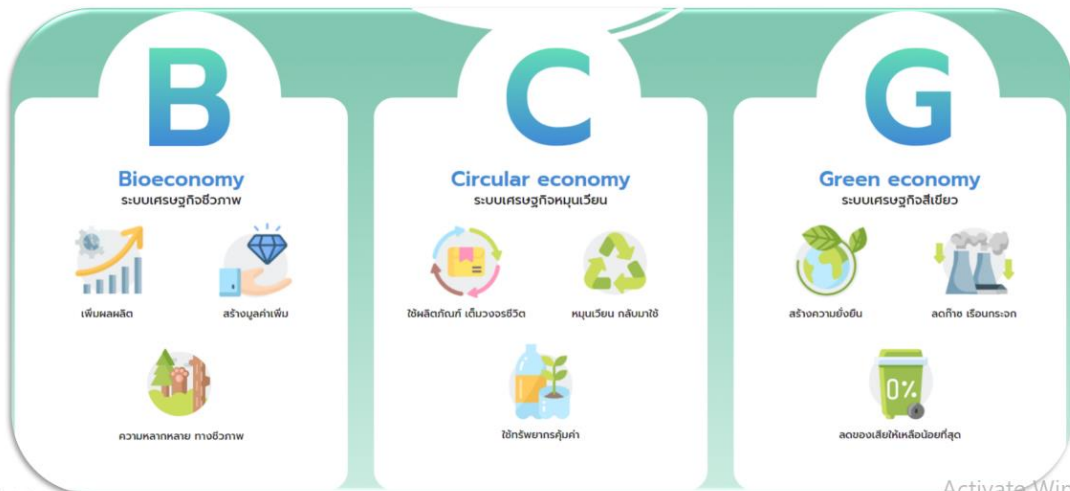 B
Bioeconomy
ระบบเศรษฐกิจชีวภาพ
เพิ่มผลผลิต
สร้างมูลค่าเพิ่ม
ความหลากหลาย ทางชีวภาพ
C
Circular economy
ระบบเศรษฐกิจหมุนเวียน
ใช้ผลิตภัณฑ์ เต็มวงจรชีวิต
หมุนเวียน กลับมาใช้
ใช้ทรัพยากรคุ้มค่า
G
Green economy
ระบบเศรษฐกิจสีเขียว
สร้างความยั่งยืน
ลดก๊าซ เรือนกระจก
0%
ลดของเสียให้เหลือน้อยที่สุด
Activate Win